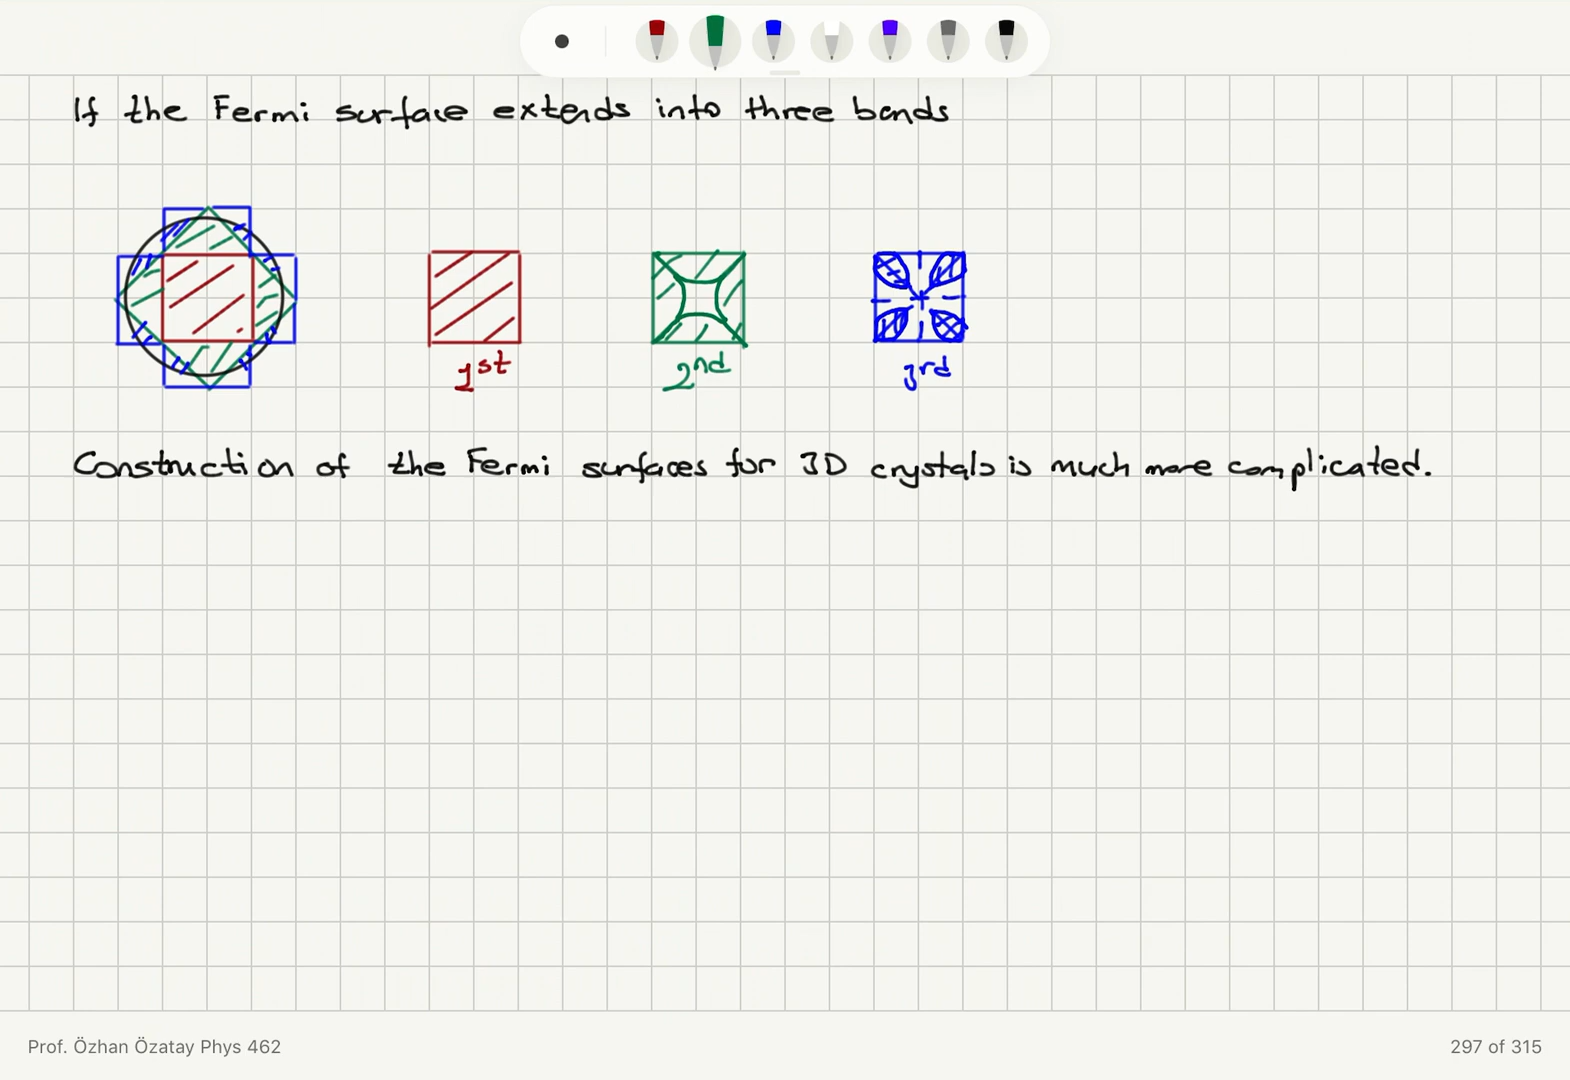 If the Fermi surface extends into three bands
1st
2nd
3rd
Construction of the Fermi surfaces for 3D crystals is much more complicated.
Prof. Özhan Özatay Phys 462
297 of 315